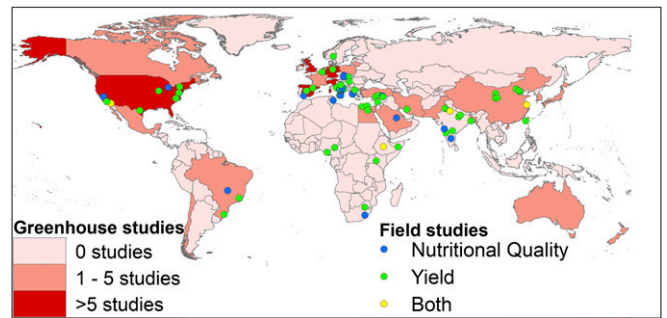 Greenhouse studies
0 studies
1 - 5 studies
>5 studies
Field studies
Nutritional Quality
Yield
Both